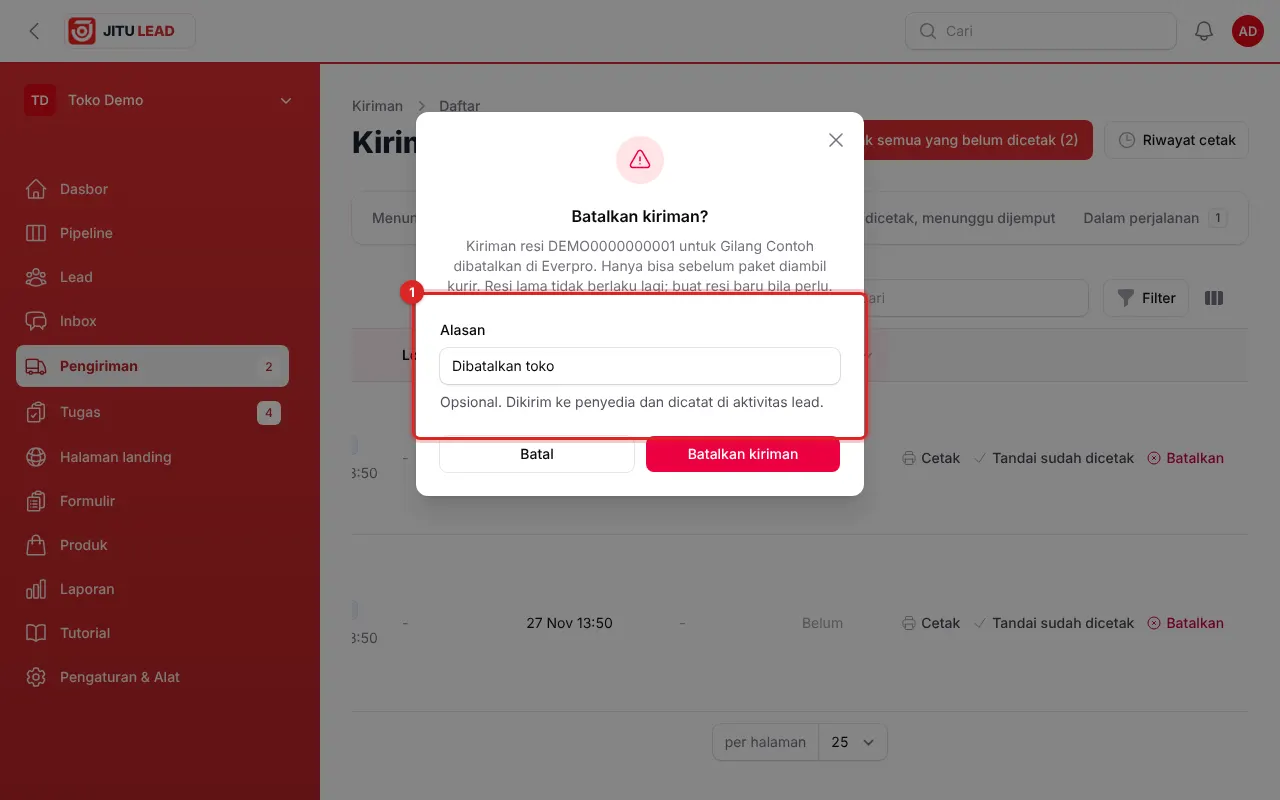 JITU LEAD
Cari
AD
TD
Toko Demo
Dasbor
Pipeline
Lead
Inbox
Pengiriman
2
Tugas
4
Halaman landing
Formulir
Produk
Laporan
Tutorial
Pengaturan & Alat
Kiriman
Daftar
semua yang belum dicetak (2)
Riwayat cetak
dicetak, menunggu dijemput
Dalam perjalanan
1
Filter
Batalkan kiriman?
Kiriman resi DEMO0000000001 untuk Gilang Contoh
dibatalkan di Everpro. Hanya bisa sebelum paket diambil
kurir. Resi lama tidak berlaku lagi; buat resi baru bila perlu.
1
Alasan
Dibatalkan toko
Opsional. Dikirim ke penyedia dan dicatat di aktivitas lead.
Batal
Batalkan kiriman
3:50
-
Cetak
Tandai sudah dicetak
Batalkan
3:50
-
27 Nov 13:50
-
Belum
Cetak
Tandai sudah dicetak
Batalkan
per halaman
25